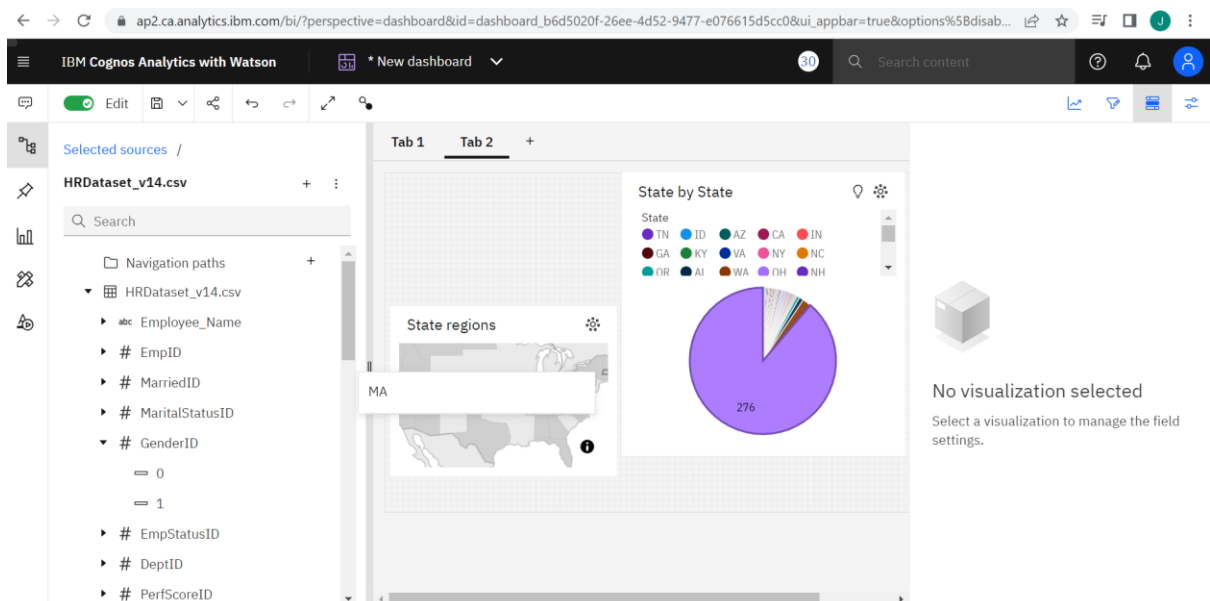 ap2.ca.analytics.ibm.com/bi/?perspective=dashboard&id=dashboard_b6d5020f-26ee-4d52-9477-e076615d5cc0&ui_appbar=true&options%5Bdisab...
J
IBM Cognos Analytics with Watson
* New dashboard
30
Search content
Edit
Selected sources /
HRDataset_v14.csv
Search
Navigation paths
HRDataset_v14.csv
abc Employee_Name
# EmpID
# MarriedID
# MaritalStatusID
# GenderID
0
1
# EmpStatusID
# DeptID
# PerfScoreID
Tab 1 Tab 2 +
State regions
MA
State by State
State
TN ID AZ CA IN
GA KY VA NY NC
OR AL WA OH NH
276
No visualization selected
Select a visualization to manage the field
settings.